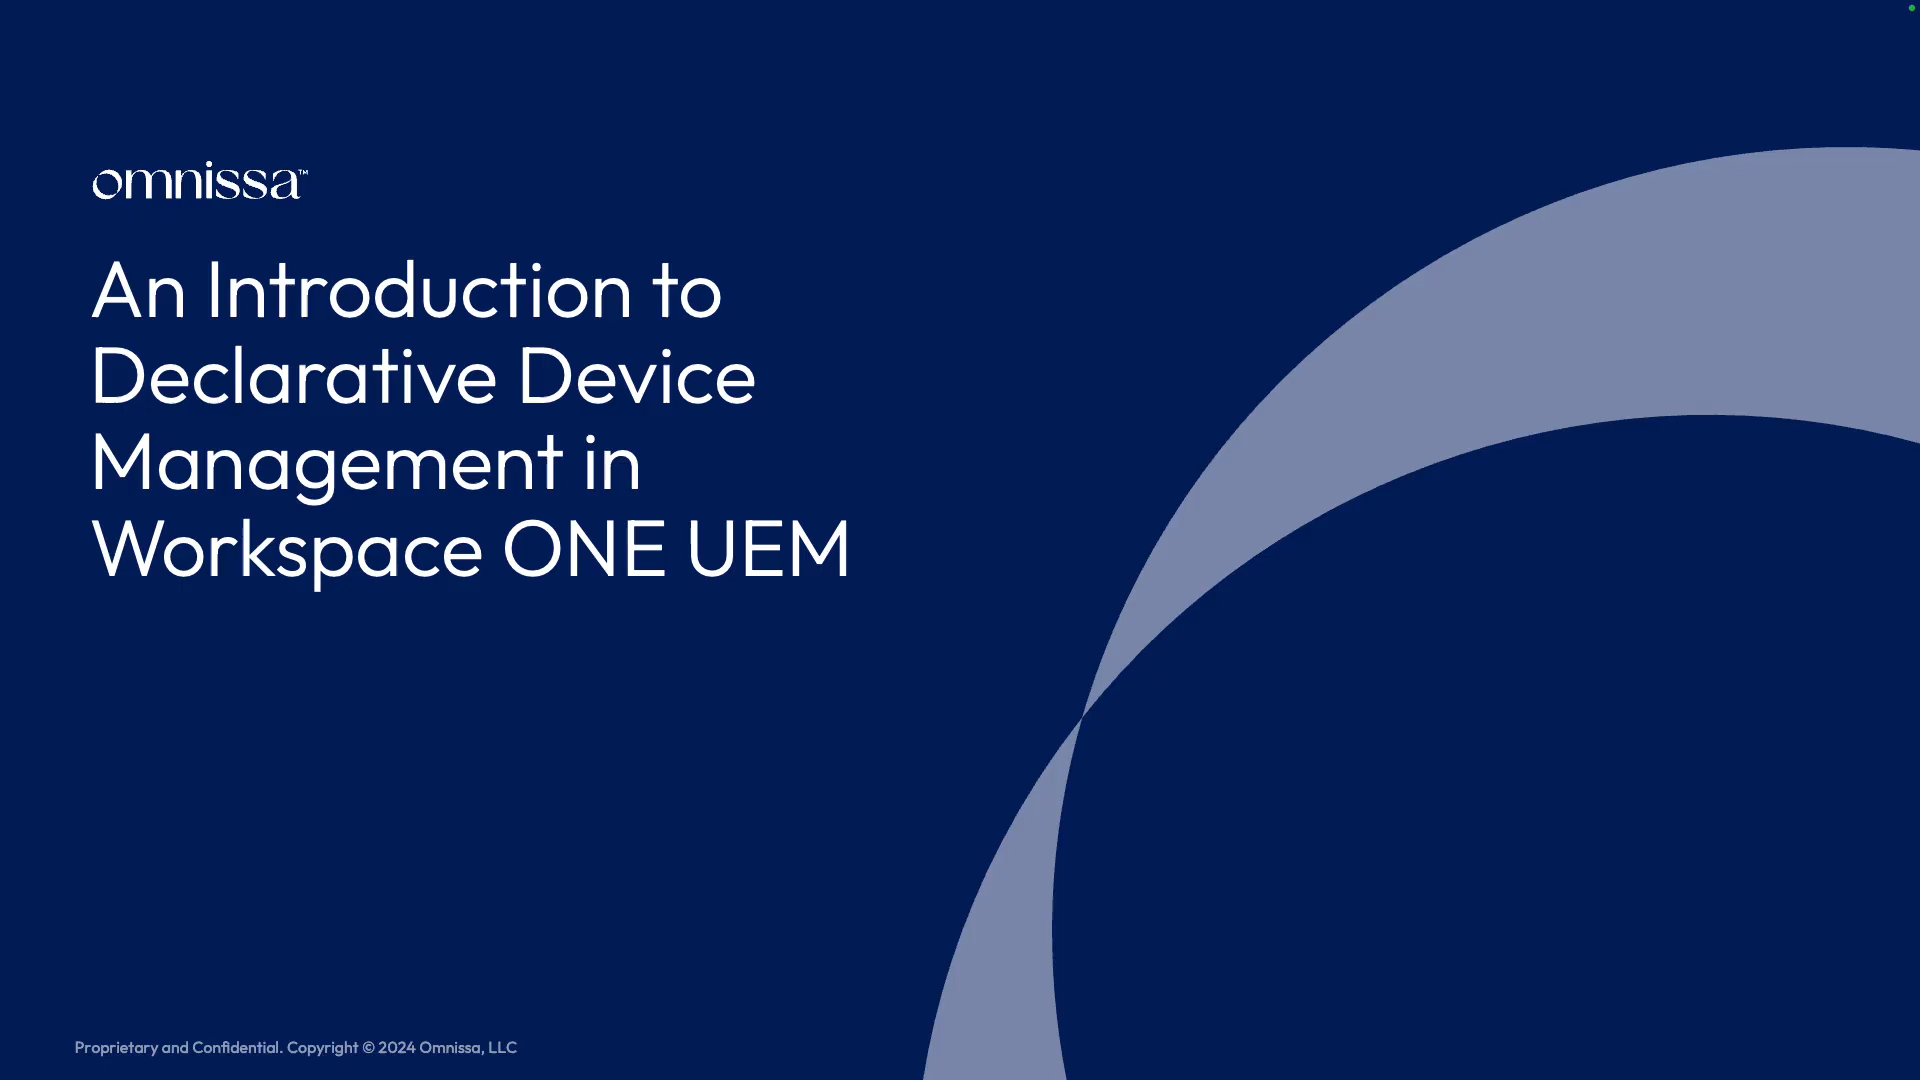 omnissa™
An Introduction to
Declarative Device
Management in
Workspace ONE UEM
Proprietary and Confidential. Copyright © 2024 Omnissa, LLC